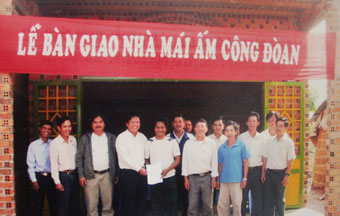 LỄ BÀN GIAO NHÀ MÁI ẤM CÔNG ĐOÀN